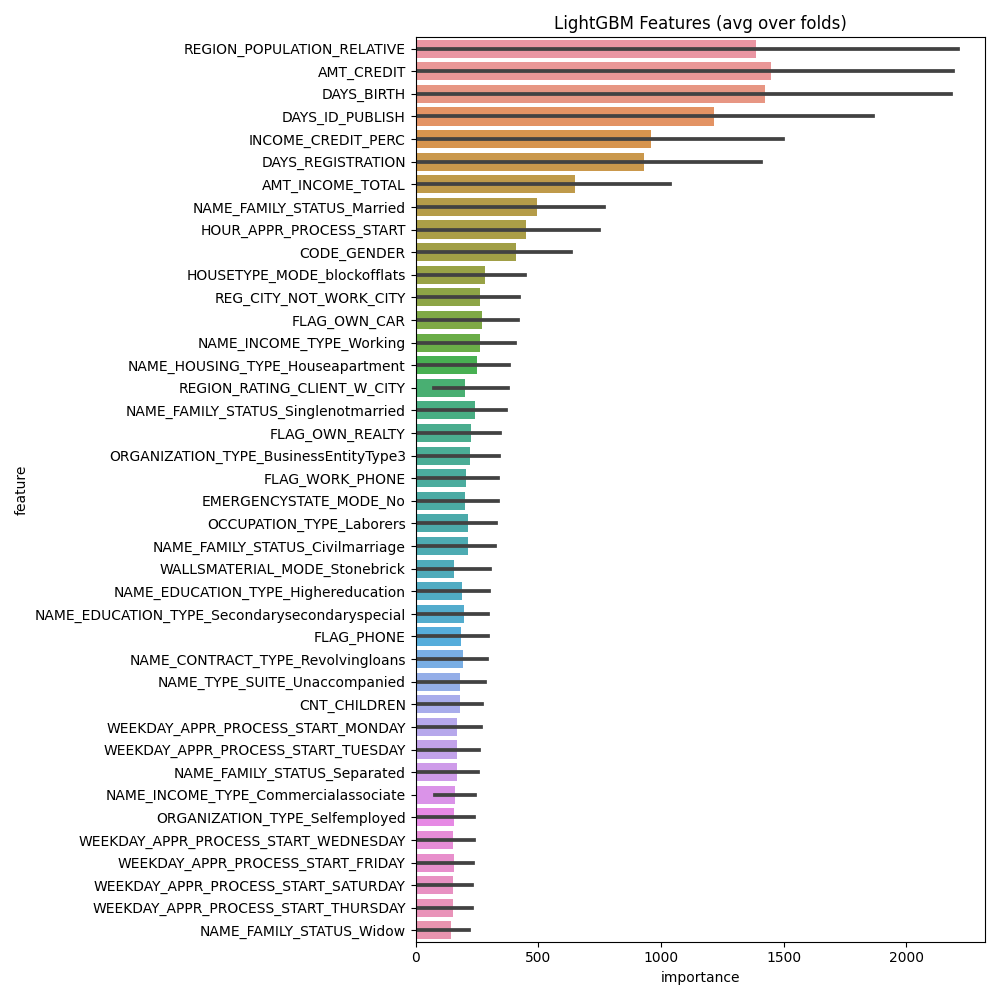 LightGBM Features (avg over folds)
REGION_POPULATION_RELATIVE
AMT_CREDIT
DAYS_BIRTH
DAYS_ID_PUBLISH
INCOME_CREDIT_PERC
DAYS_REGISTRATION
AMT_INCOME_TOTAL
NAME_FAMILY_STATUS_Married
HOUR_APPR_PROCESS_START
CODE_GENDER
HOUSETYPE_MODE_blockofflats
REG_CITY_NOT_WORK_CITY
FLAG_OWN_CAR
NAME_INCOME_TYPE_Working
NAME_HOUSING_TYPE_Houseapartment
REGION_RATING_CLIENT_W_CITY
NAME_FAMILY_STATUS_Singlenotmarried
FLAG_OWN_REALTY
ORGANIZATION_TYPE_BusinessEntityType3
FLAG_WORK_PHONE
EMERGENCYSTATE_MODE_No
OCCUPATION_TYPE_Laborers
NAME_FAMILY_STATUS_Civilmarriage
WALLSMATERIAL_MODE_Stonebrick
NAME_EDUCATION_TYPE_Highereducation
NAME_EDUCATION_TYPE_Secondarysecondaryspecial
FLAG_PHONE
NAME_CONTRACT_TYPE_Revolvingloans
NAME_TYPE_SUITE_Unaccompanied
CNT_CHILDREN
WEEKDAY_APPR_PROCESS_START_MONDAY
WEEKDAY_APPR_PROCESS_START_TUESDAY
NAME_FAMILY_STATUS_Separated
NAME_INCOME_TYPE_Commercialassociate
ORGANIZATION_TYPE_Selfemployed
WEEKDAY_APPR_PROCESS_START_WEDNESDAY
WEEKDAY_APPR_PROCESS_START_FRIDAY
WEEKDAY_APPR_PROCESS_START_SATURDAY
WEEKDAY_APPR_PROCESS_START_THURSDAY
NAME_FAMILY_STATUS_Widow
feature
0 500 1000 1500 2000
importance